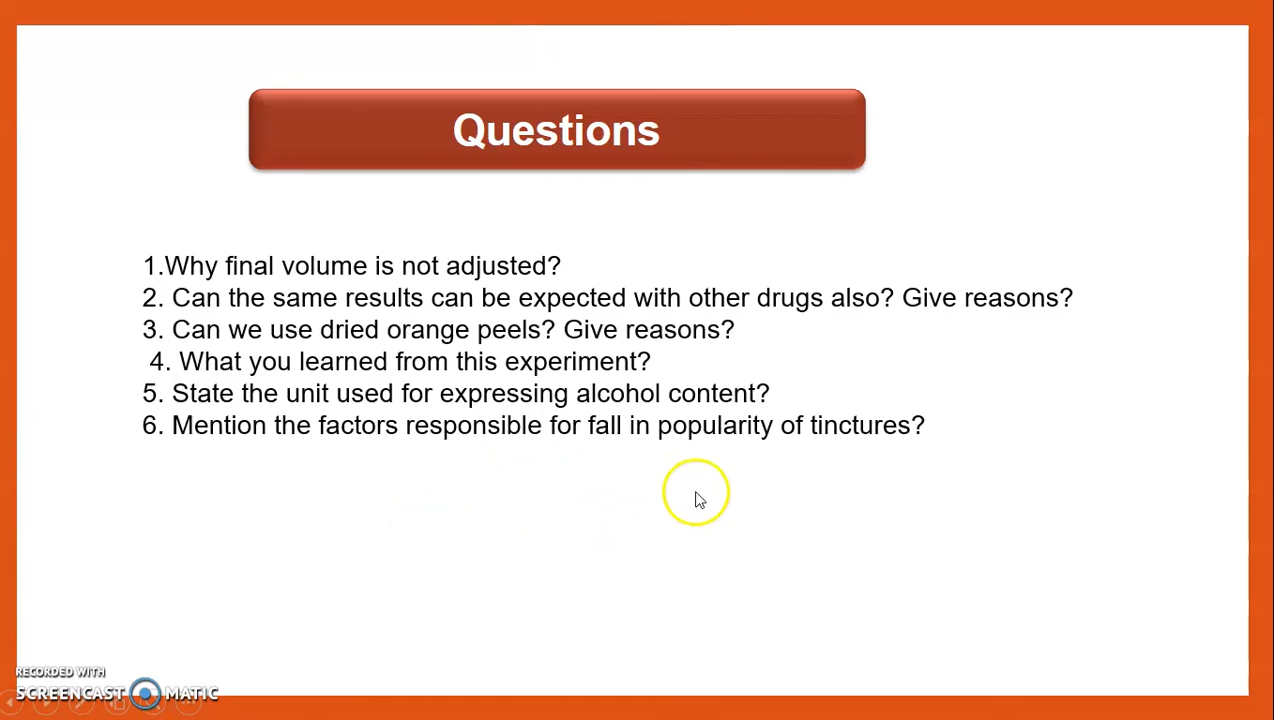 Questions
1.Why final volume is not adjusted?
2. Can the same results can be expected with other drugs also? Give reasons?
3. Can we use dried orange peels? Give reasons?
4. What you learned from this experiment?
5. State the unit used for expressing alcohol content?
6. Mention the factors responsible for fall in popularity of tinctures?
RECORDED WITH
SCREENCAST MATIC